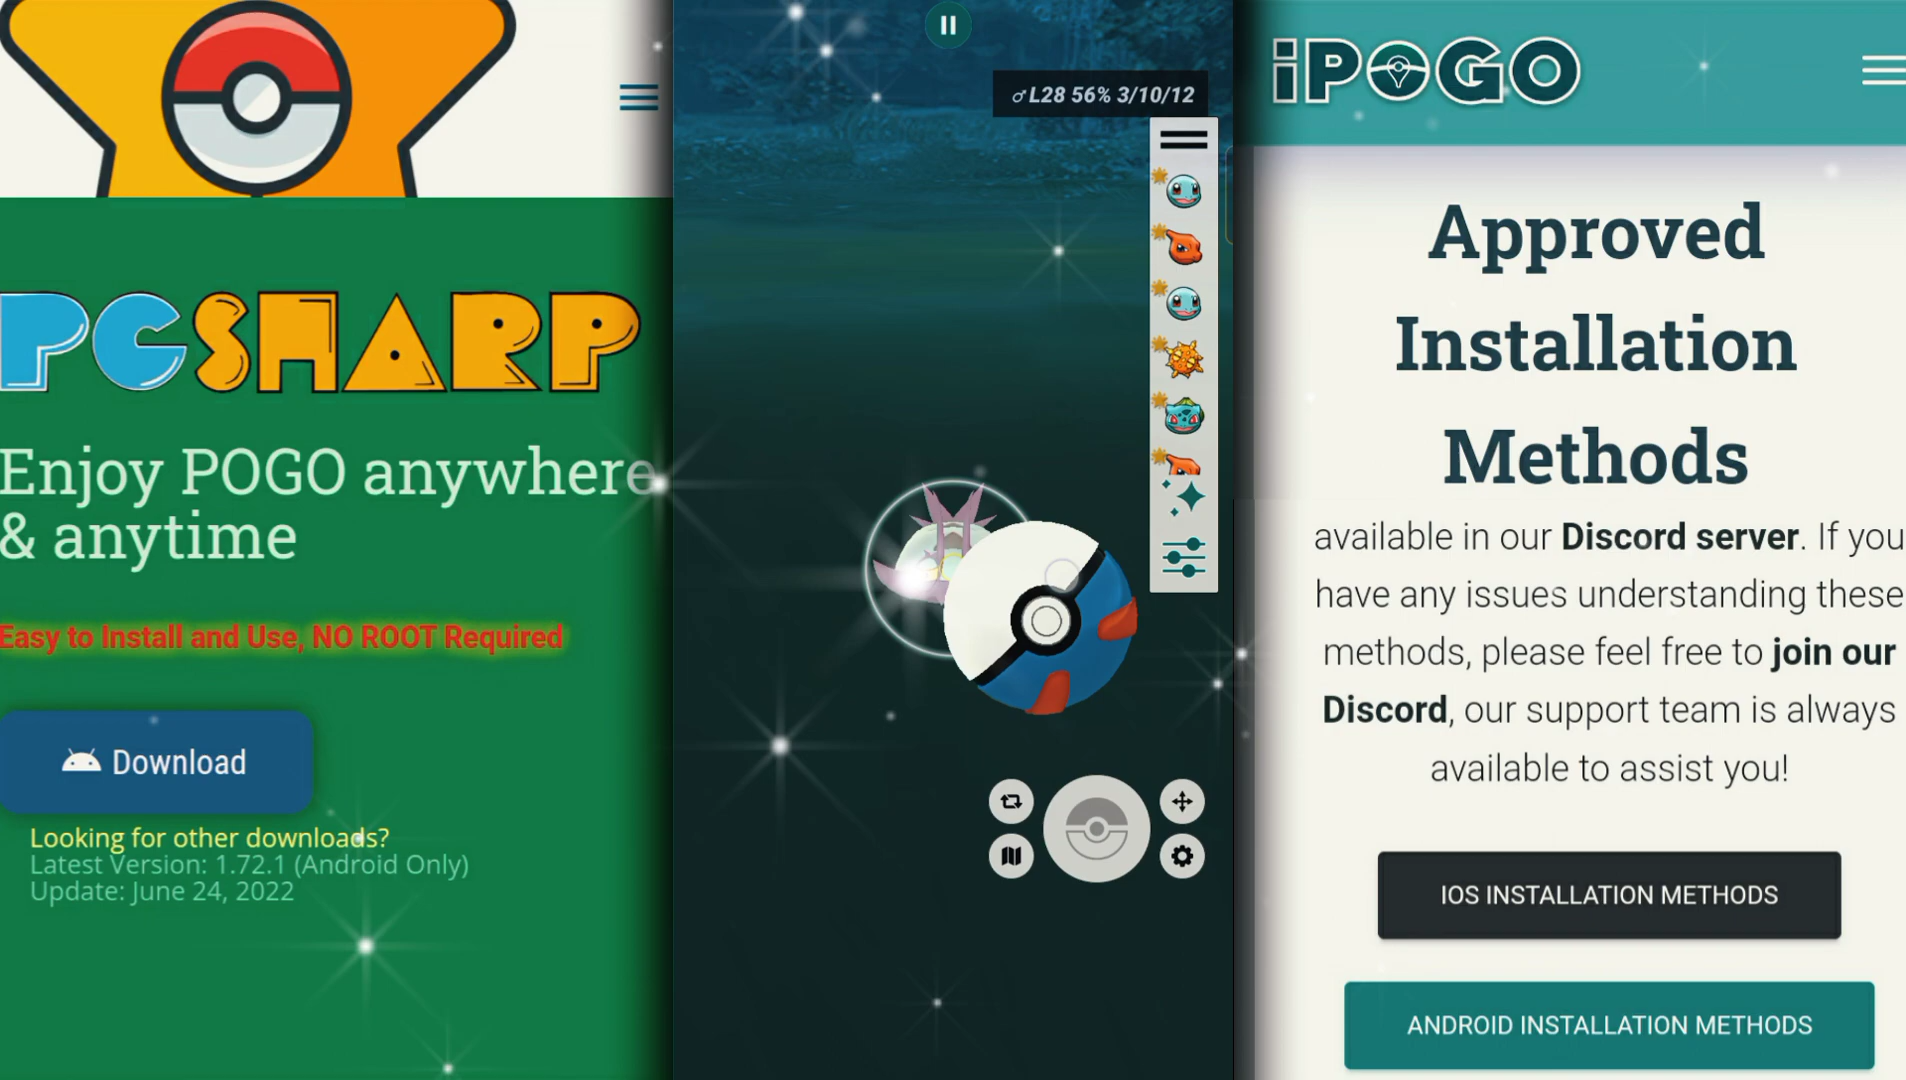 PGSHARP
Enjoy POGO anywhere
& anytime
Easy to Install and Use, NO ROOT Required
Download
Looking for other downloads?
Latest Version: 1.72.1 (Android Only)
Update: June 24, 2022
♂L28 56% 3/10/12
iPOGO
Approved
Installation
Methods
available in our Discord server. If you
have any issues understanding these
methods, please feel free to join our
Discord, our support team is always
available to assist you!
IOS INSTALLATION METHODS
ANDROID INSTALLATION METHODS